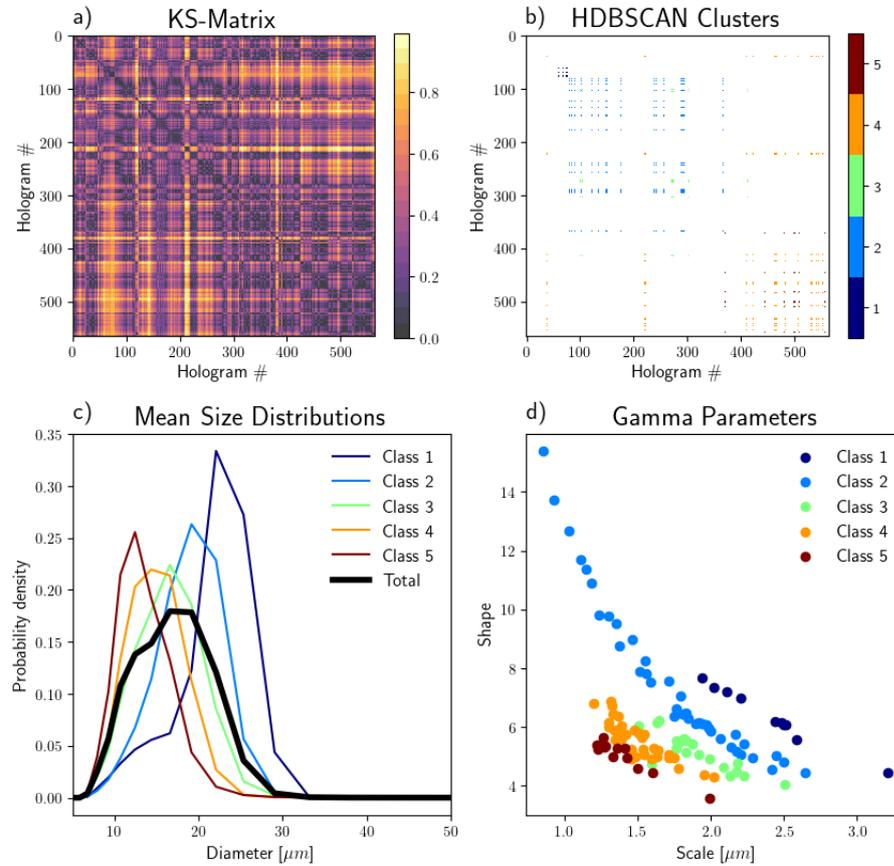 a) KS-Matrix
b) HDBSCAN Clusters
0
100
200
300
400
500
Hologram #
0 100 200 300 400 500
Hologram #
0.8
0.6
0.4
0.2
0.0
0
100
200
300
400
500
Hologram #
0 100 200 300 400 500
Hologram #
5
4
3
2
1
c) Mean Size Distributions
d) Gamma Parameters
0.35
0.30
0.25
0.20
0.15
0.10
0.05
0.00
Probability density
Class 1
Class 2
Class 3
Class 4
Class 5
Total
10 20 30 40 50
Diameter [μm]
14
12
10
8
6
4
Shape
Class 1
Class 2
Class 3
Class 4
Class 5
1.0 1.5 2.0 2.5 3.0
Scale [μm]